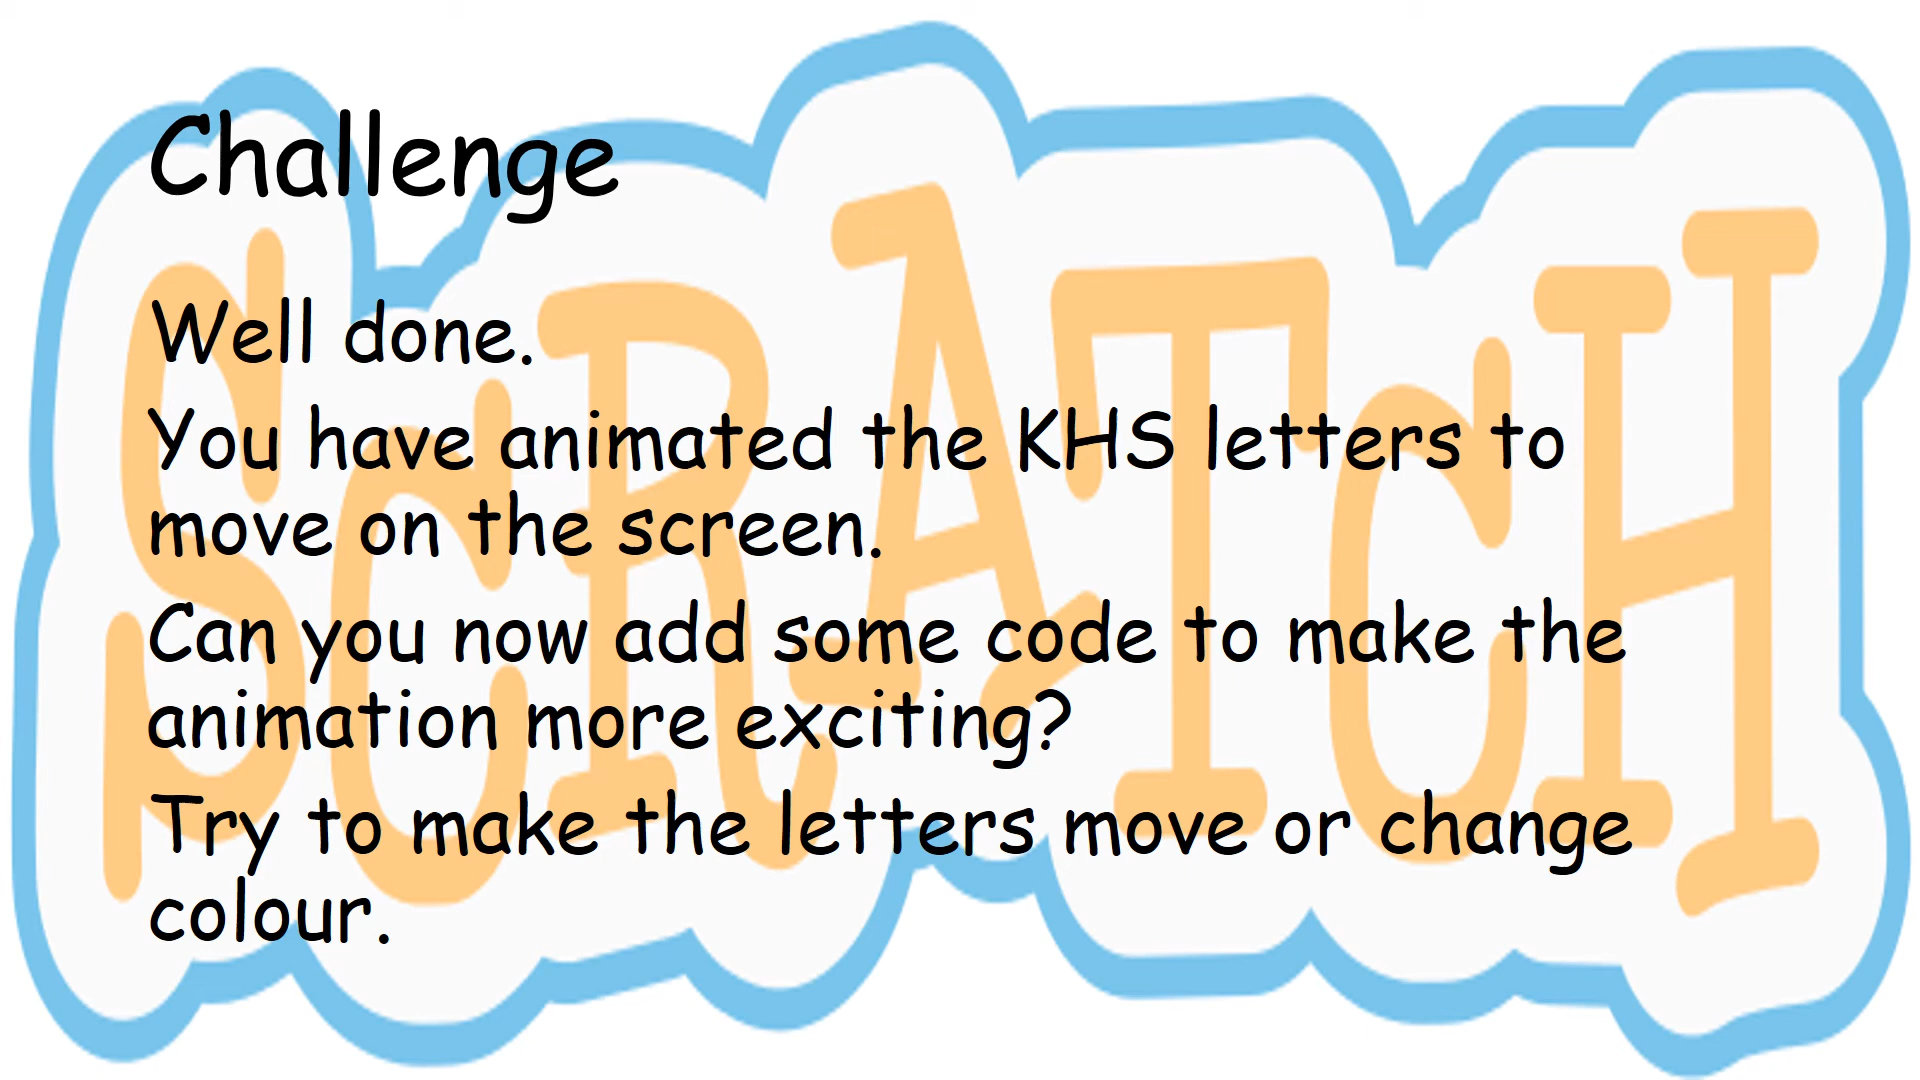 Challenge
SCRATCH
Well done.
You have animated the KHS letters to
move on the screen.
Can you now add some code to make the
animation more exciting?
Try to make the letters move or change
colour.